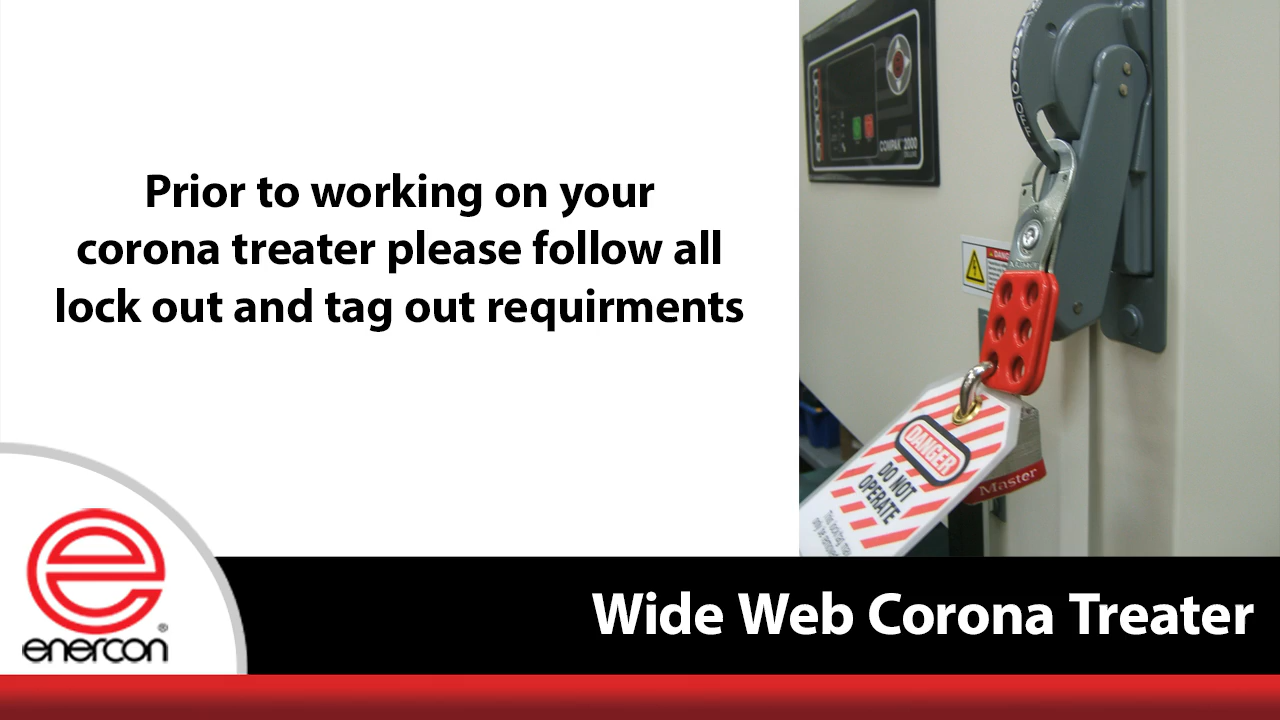 Prior to working on your
corona treater please follow all
lock out and tag out requirments
COMPAK 2000
OFF
DANGER
DO NOT
OPERATE
Master
enercon®
Wide Web Corona Treater